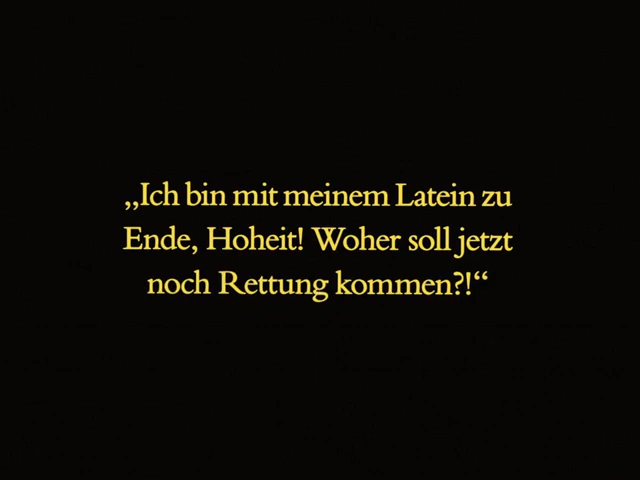 „Ich bin mit meinem Latein zu
Ende, Hoheit! Woher soll jetzt
noch Rettung kommen?!“